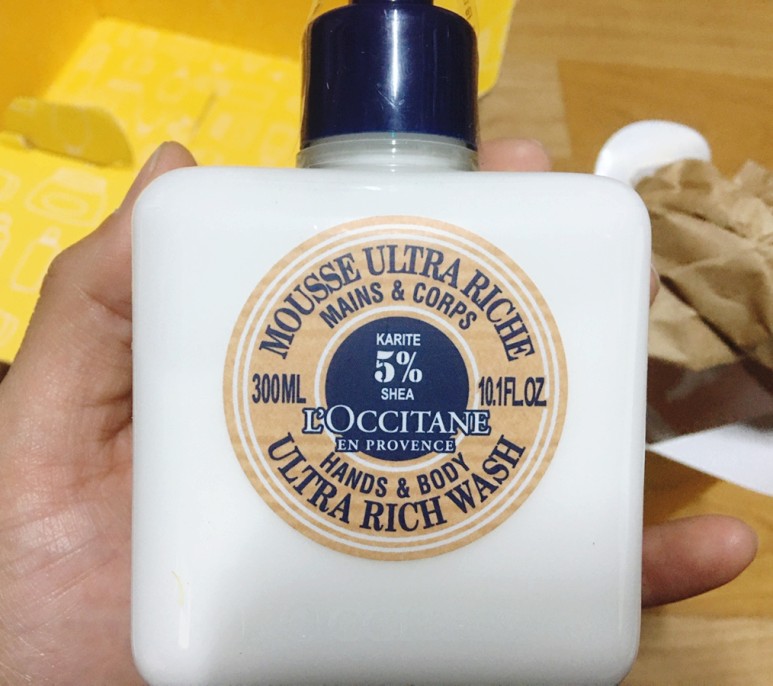 MOUSSE ULTRA RICHE
MAINS & CORPS
KARITE
5%
SHEA
300ML
10.1FL.OZ
L'OCCITANE
EN PROVENCE
HANDS & BODY
ULTRA RICH WASH